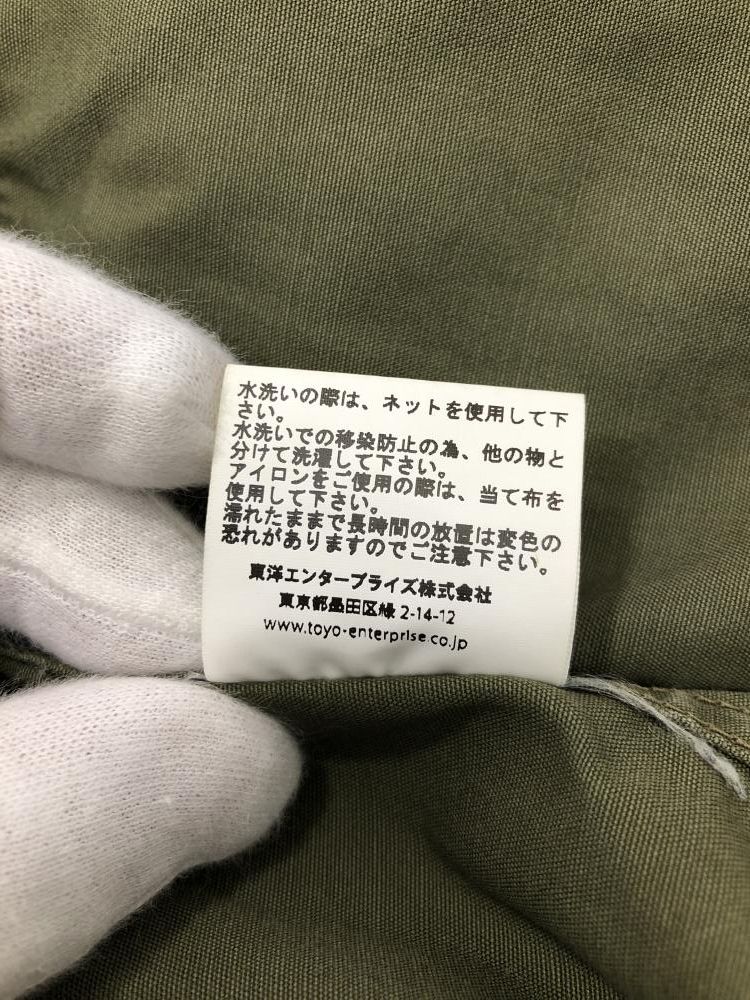 水洗いの際は、ネットを使用して下
さい。
水洗いでの移染防止の為、他の物と
分けて洗濯して下さい。
アイロンをご使用の際は、当て布を
使用して下さい。
濡れたままで長時間の放置は変色の
恐れがありますのでご注意下さい。
東洋エンタープライズ株式会社
東京都墨田区緑 2-14-12
www.toyo-enterprise.co.jp